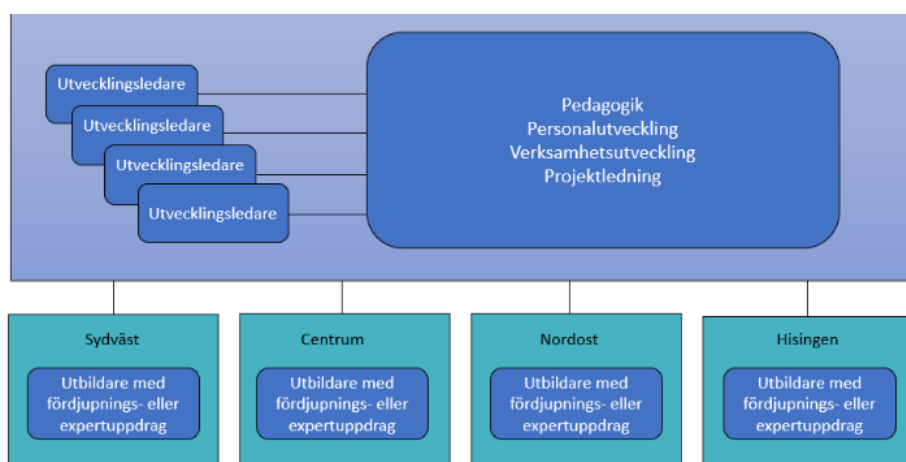 Utvecklingsledare
Utvecklingsledare
Utvecklingsledare
Utvecklingsledare
Pedagogik
Personalutveckling
Verksamhetsutveckling
Projektledning
Sydväst
Utbildare med
fördjupnings- eller
expertuppdrag
Centrum
Utbildare med
fördjupnings- eller
expertuppdrag
Nordost
Utbildare med
fördjupnings- eller
expertuppdrag
Hisingen
Utbildare med
fördjupnings- eller
expertuppdrag